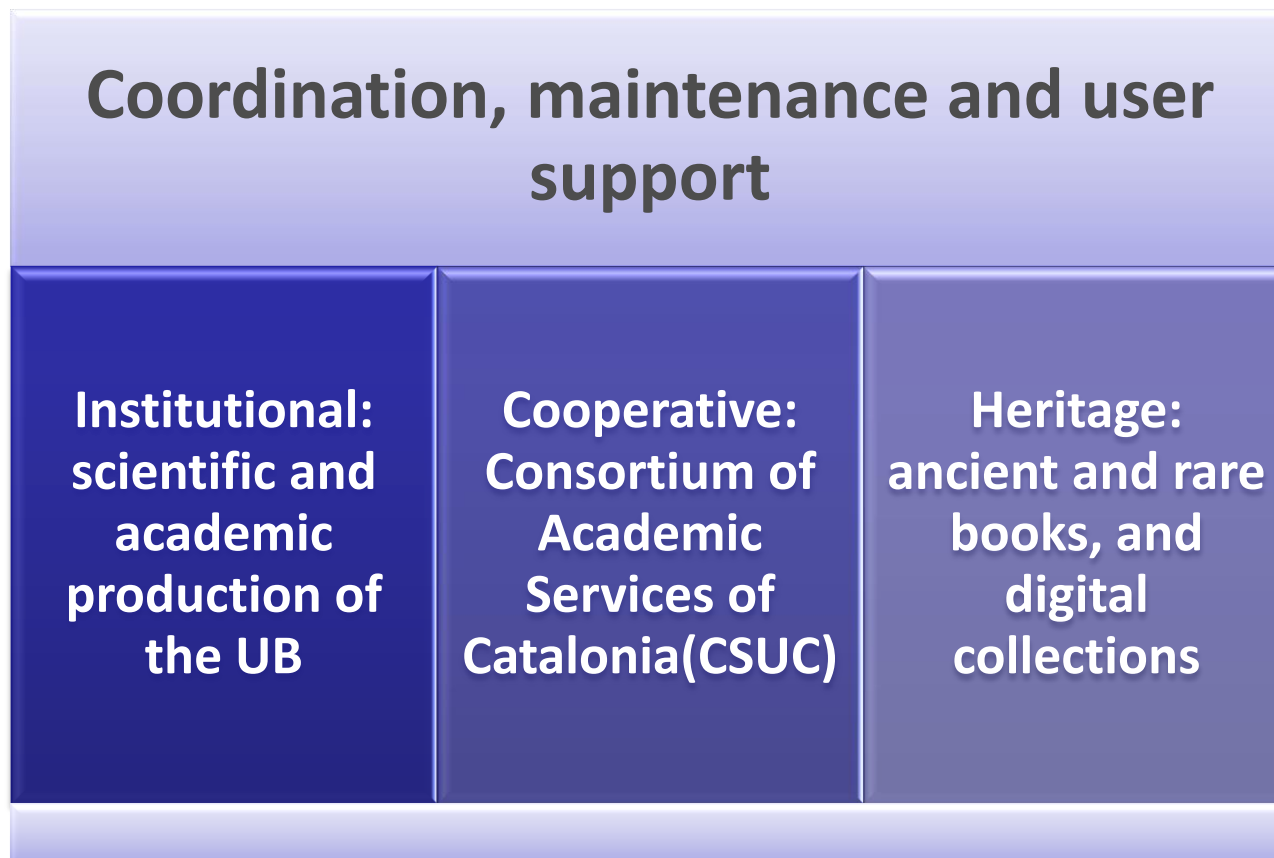 Coordination, maintenance and user
support
Institutional:
scientific and
academic
production of
the UB
Cooperative:
Consortium of
Academic
Services of
Catalonia(CSUC)
Heritage:
ancient and rare
books, and
digital
collections